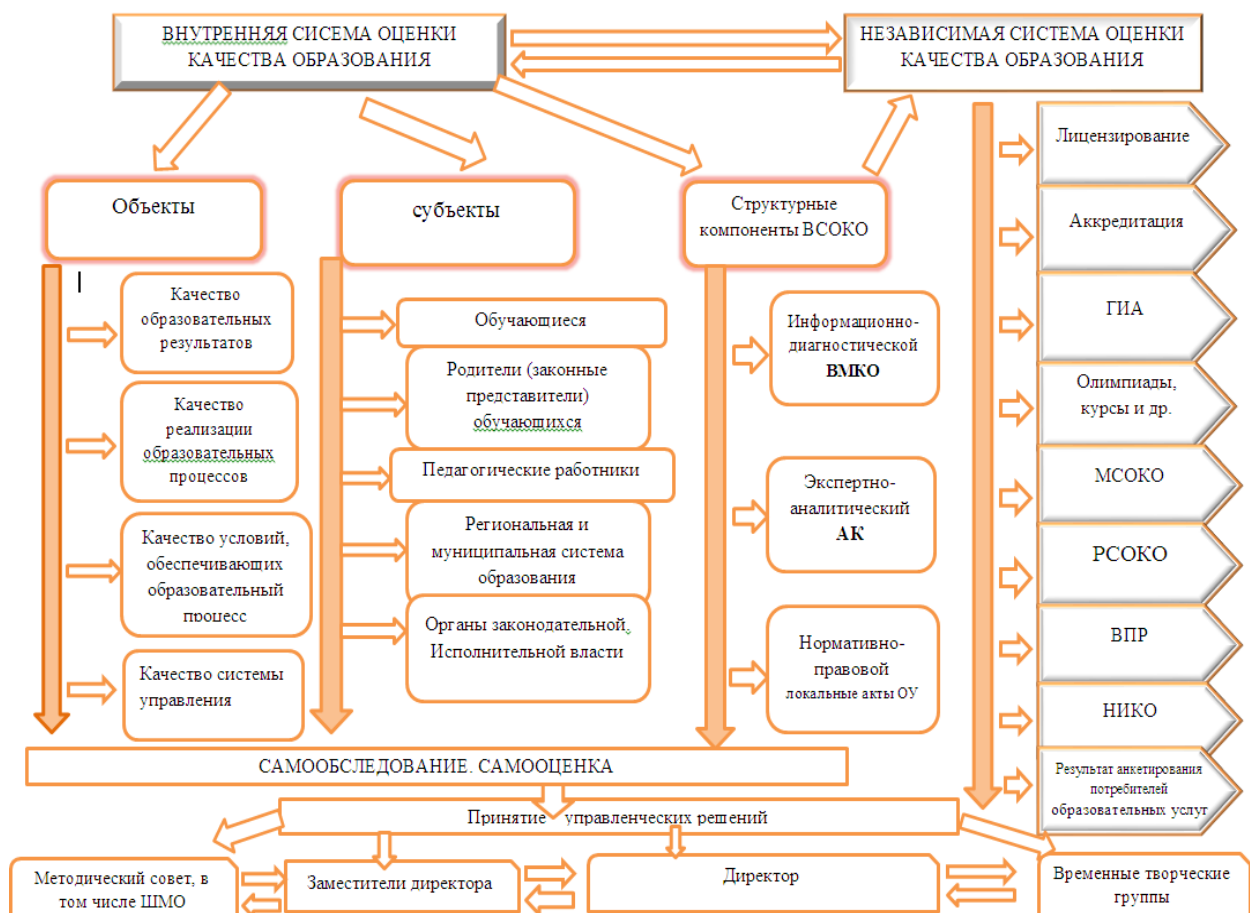 ВНУТРЕННЯЯ СИСЕМА ОЦЕНКИ
КАЧЕСТВА ОБРАЗОВАНИЯ
НЕЗАВИСИМАЯ СИСТЕМА ОЦЕНКИ
КАЧЕСТВА ОБРАЗОВАНИЯ
Объекты
субъекты
Структурные
компоненты ВСОКО
Качество
образовательных
результатов
Качество
реализации
образовательных
процессов
Качество условий,
обеспечивающих
образовательный
процесс
Качество системы
управления
Обучающиеся
Родители (законные
представители)
обучающихся
Педагогические работники
Региональная и
муниципальная система
образования
Органы законодательной,
Исполнительной власти
Информационно-
диагностической
ВМКО
Экспертно-
аналитический
АК
Нормативно-
правовой
локальные акты ОУ
Лицензирование
Аккредитация
ГИА
Олимпиады,
курсы и др.
МСОКО
РСОКО
ВПР
НИКО
Результат анкетирования
потребителей
образовательных услуг
САМООБСЛЕДОВАНИЕ. САМООЦЕНКА
Принятие управленческих решений
Методический совет, в
том числе ШМО
Заместители директора
Директор
Временные творческие
группы